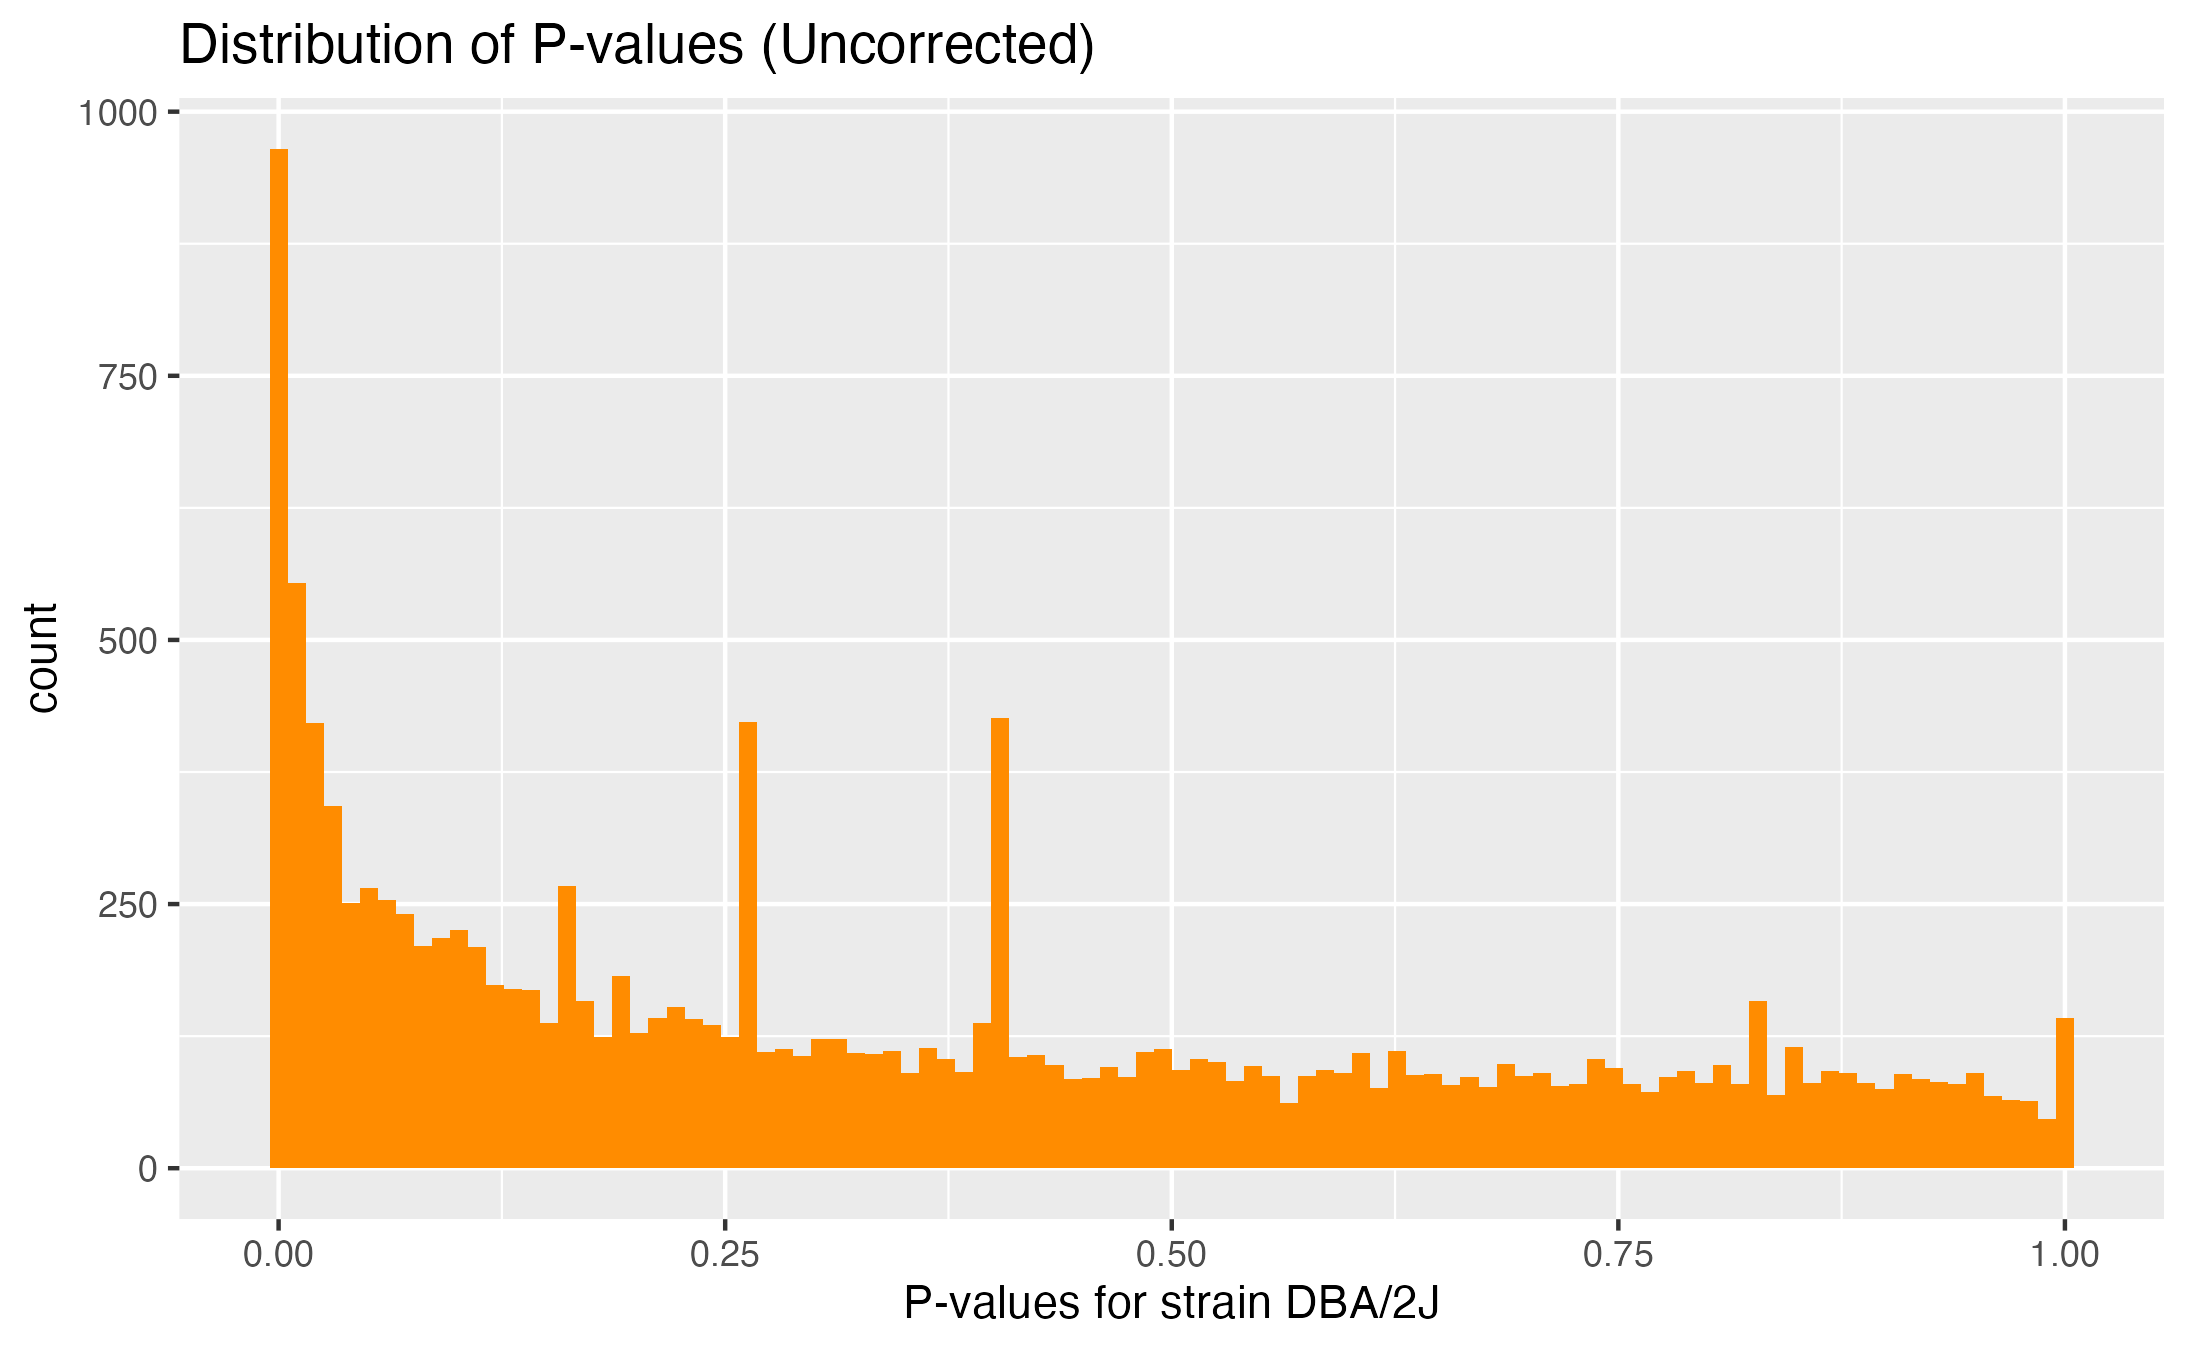 Distribution of P-values (Uncorrected)
1000
750
500
250
0
count
0.00 0.25 0.50 0.75 1.00
P-values for strain DBA/2J